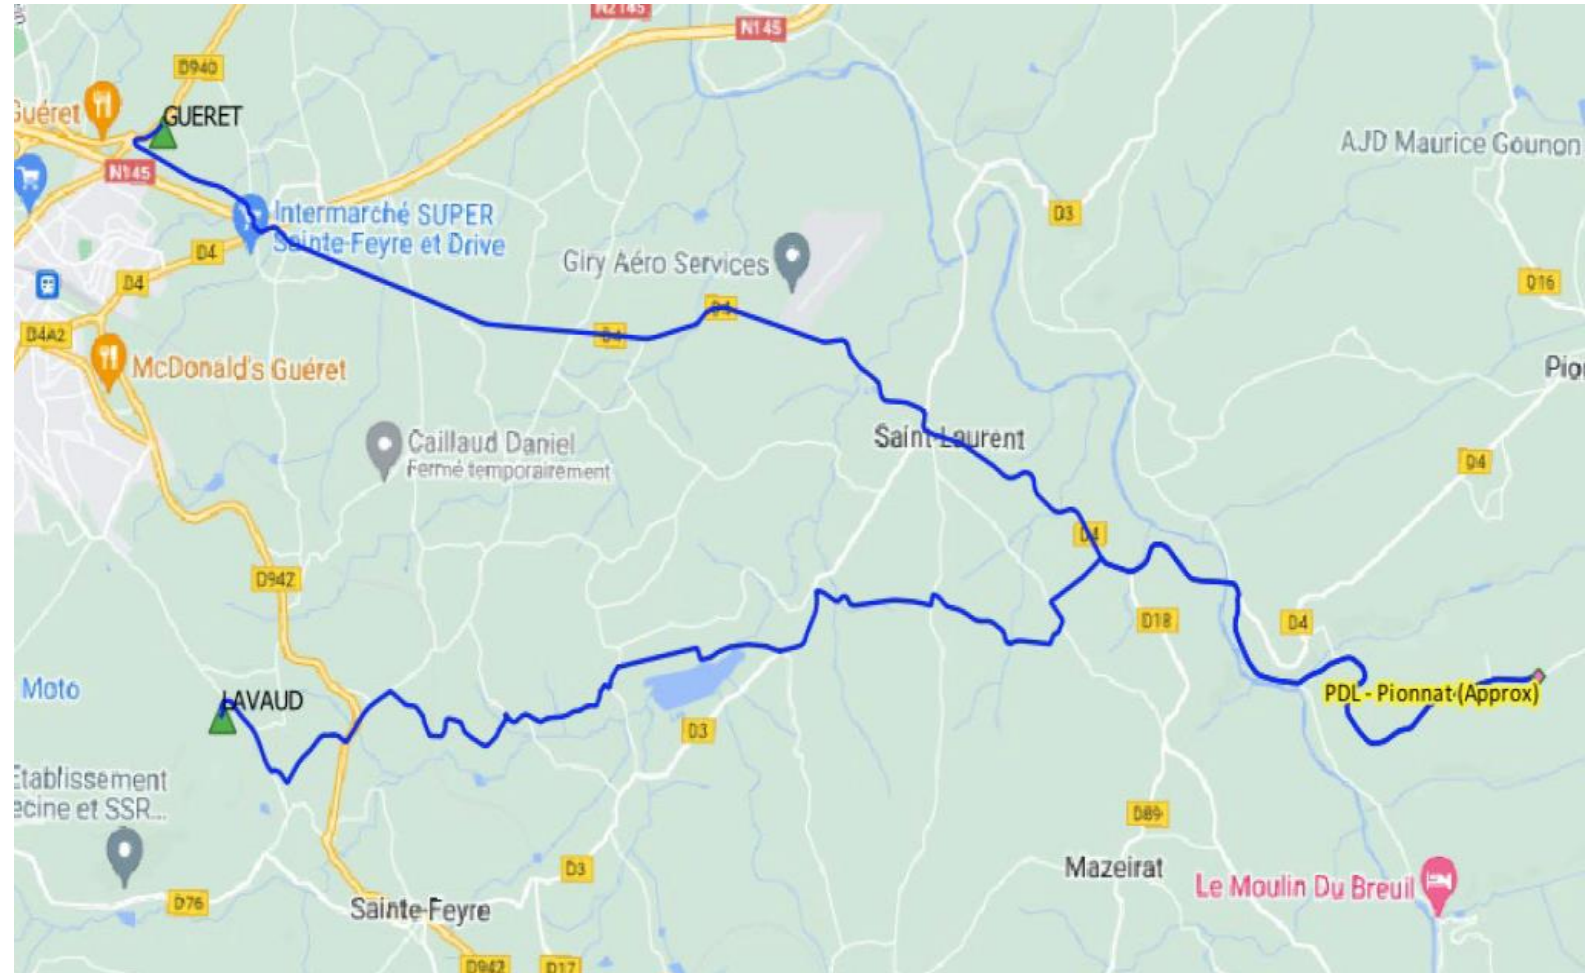 N2145
N145
D940
Guéret
GUERET
AJD Maurice Gounon
N145
D3
Intermarché SUPER
Sainte-Feyre et Drive
D4
Giry Aéro Services
D4
D16
D4
D4
D4A2
McDonald's Guéret
Saint-Laurent
Caillaud Daniel
Fermé temporairement
D4
D4
D942
D18
D4
Moto
LAVAUD
PDL - Pionnat (Approx)
D3
Etablissement
SSR...
D89
D3
Mazeirat
Le Moulin Du Breuil
D76
Sainte-Feyre
D942
D17